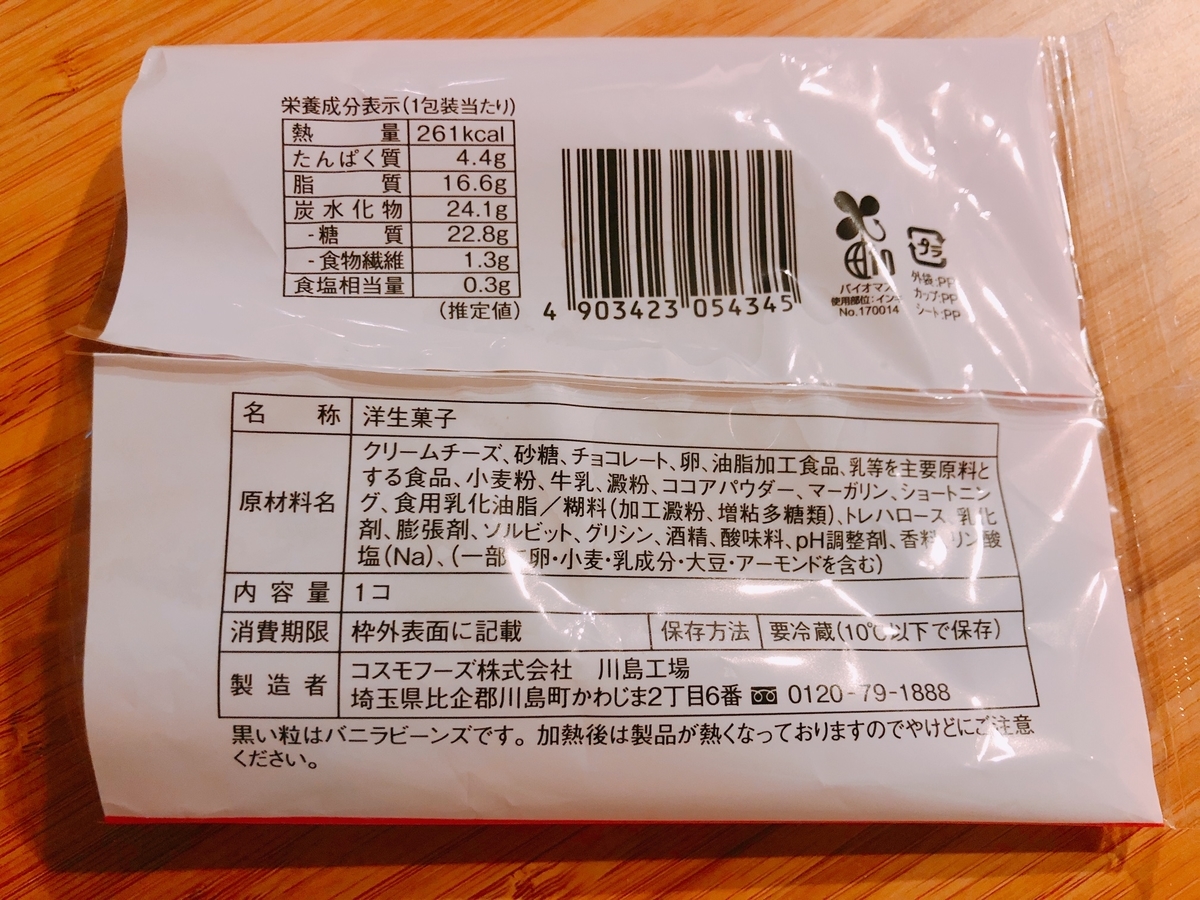 栄養成分表示(1包装当たり)
熱量 261kcal
たんぱく質 4.4g
脂質 16.6g
炭水化物 24.1g
-糖質 22.8g
-食物繊維 1.3g
食塩相当量 0.3g
(推定値)
4 903423 054345
バイオマス
使用部位:インキ
No.170014
プラ
外袋:PP
カップ:PP
シート:PP
名称 洋生菓子
原材料名 クリームチーズ、砂糖、チョコレート、卵、油脂加工食品、乳等を主要原料と
する食品、小麦粉、牛乳、澱粉、ココアパウダー、マーガリン、ショートニン
グ、食用乳化油脂/糊料(加工澱粉、増粘多糖類)、トレハロース、乳化
剤、膨張剤、ソルビット、グリシン、酒精、酸味料、pH調整剤、香料、リン酸
塩(Na)、(一部に卵・小麦・乳成分・大豆・アーモンドを含む)
内容量 1コ
消費期限 枠外表面に記載 保存方法 要冷蔵(10℃以下で保存)
製造者 コスモフーズ株式会社 川島工場
埼玉県比企郡川島町かわじま2丁目6番 0120-79-1888
黒い粒はバニラビーンズです。加熱後は製品が熱くなっておりますのでやけどにご注意
ください。